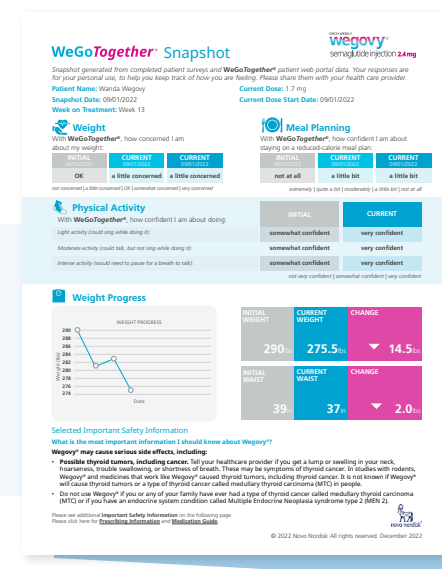 WeGoTogether® Snapshot
ONCE-WEEKLY
wegovy®
semaglutide injection 2.4 mg
Snapshot generated from completed patient surveys and WeGoTogether® patient web portal data. Your responses are
for your personal use, to help you keep track of how you are feeling. Please share them with your health care provider.
Patient Name: Wanda Wegovy
Current Dose: 1.7 mg
Snapshot Date: 09/01/2022
Current Dose Start Date: 09/01/2022
Week on Treatment: Week 13
Weight
With WeGoTogether®, how concerned I am
about my weight:
INITIAL CURRENT CURRENT
09/01/2022 09/01/2022
OK a little concerned a little concerned
not concerned | a little concerned | OK | somewhat concerned | very concerned
Meal Planning
With WeGoTogether®, how confident I am about
staying on a reduced-calorie meal plan:
INITIAL CURRENT CURRENT
09/01/2022 09/01/2022
not at all a little bit a little bit
extremely | quite a bit | moderately | a little bit | not at all
Physical Activity
With WeGoTogether®, how confident I am about doing:
INITIAL CURRENT
Light activity (could sing while doing it): somewhat confident very confident
Moderate activity (could talk, but not sing while doing it): somewhat confident very confident
Intense activity (would need to pause for a breath to talk): somewhat confident very confident
not very confident | somewhat confident | very confident
Weight Progress
WEIGHT PROGRESS
Weight (lbs)
290
288
286
284
282
280
278
276
274
Date
INITIAL WEIGHT
290lbs
CURRENT WEIGHT
275.5lbs
CHANGE
14.5lbs
INITIAL WAIST
39in
CURRENT WAIST
37in
CHANGE
2.0lbs
Selected Important Safety Information
What is the most important information I should know about Wegovy®?
Wegovy® may cause serious side effects, including:
• Possible thyroid tumors, including cancer. Tell your healthcare provider if you get a lump or swelling in your neck,
hoarseness, trouble swallowing, or shortness of breath. These may be symptoms of thyroid cancer. In studies with rodents,
Wegovy® and medicines that work like Wegovy® caused thyroid tumors, including thyroid cancer. It is not known if Wegovy®
will cause thyroid tumors or a type of thyroid cancer called medullary thyroid carcinoma (MTC) in people.
• Do not use Wegovy® if you or any of your family have ever had a type of thyroid cancer called medullary thyroid carcinoma
(MTC) or if you have an endocrine system condition called Multiple Endocrine Neoplasia syndrome type 2 (MEN 2).
Please see additional Important Safety Information on the following page.
Please click here for Prescribing Information and Medication Guide.
novo nordisk®
© 2022 Novo Nordisk All rights reserved. December 2022